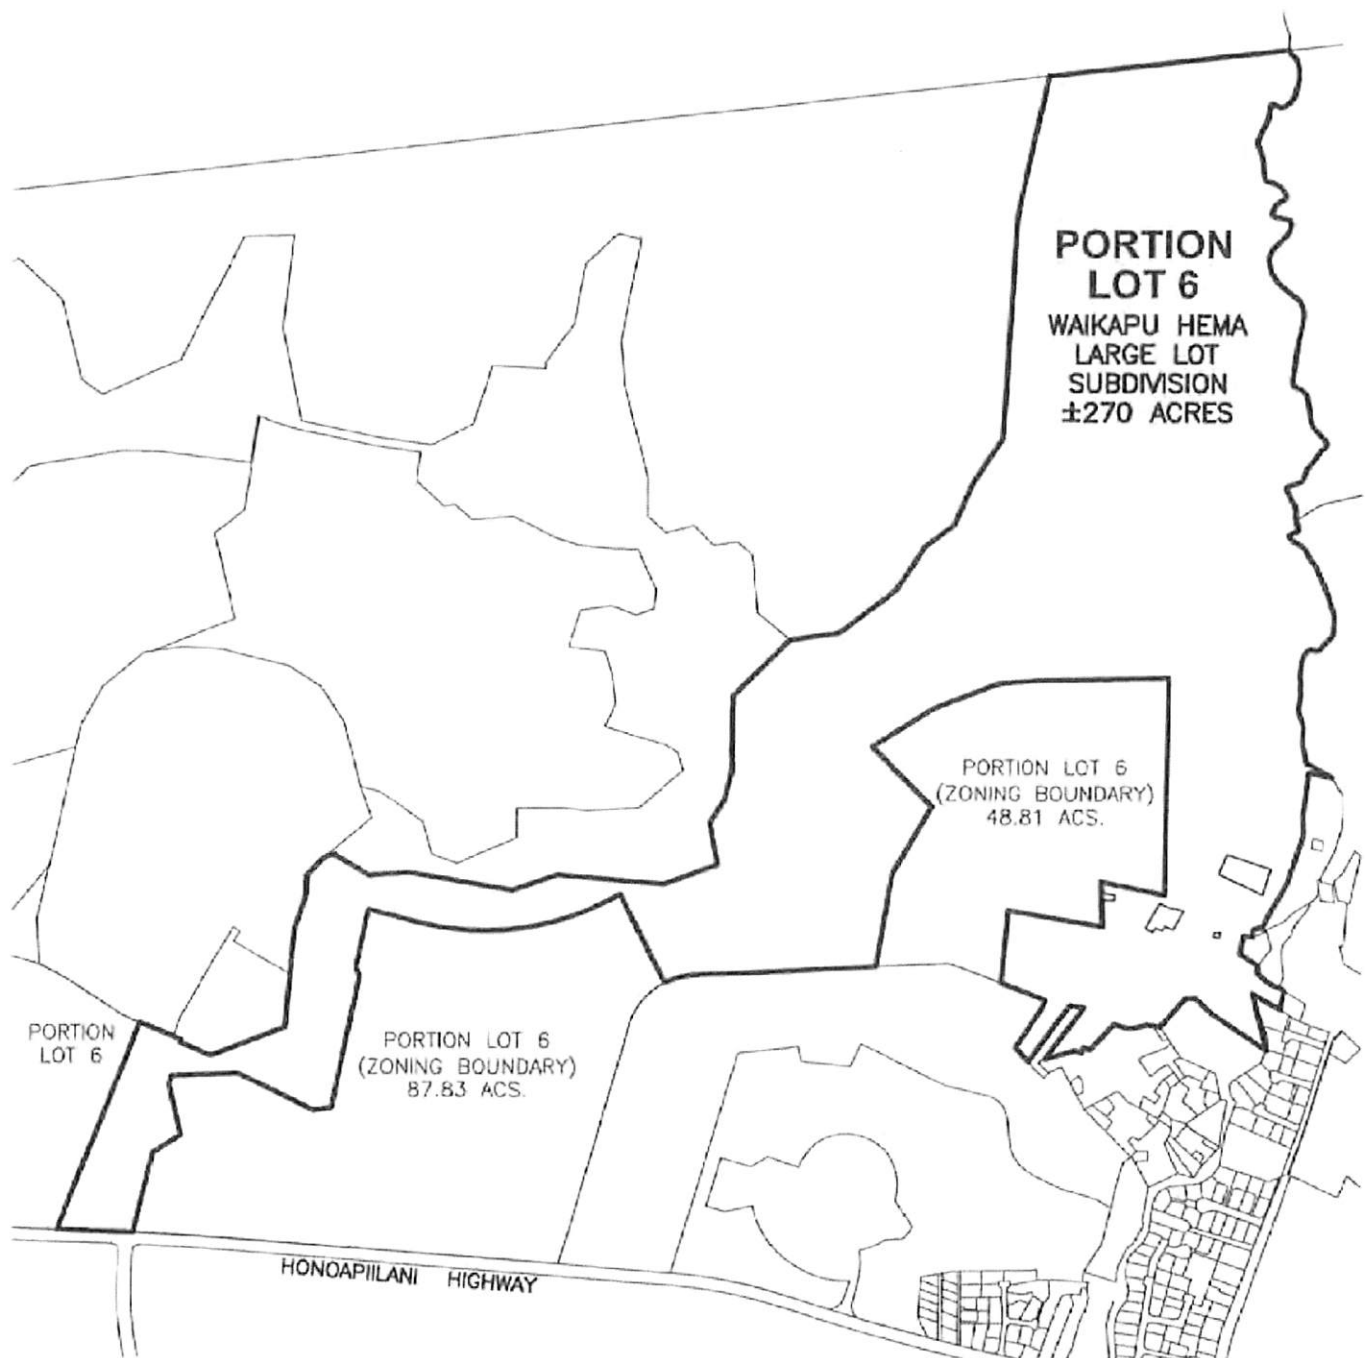 PORTION
LOT 6
WAIKAPU HEMA
LARGE LOT
SUBDIVISION
±270 ACRES
PORTION LOT 6
(ZONING BOUNDARY)
48.81 ACS.
PORTION
LOT 6
PORTION LOT 6
(ZONING BOUNDARY)
87.83 ACS.
HONOAPIILANI HIGHWAY